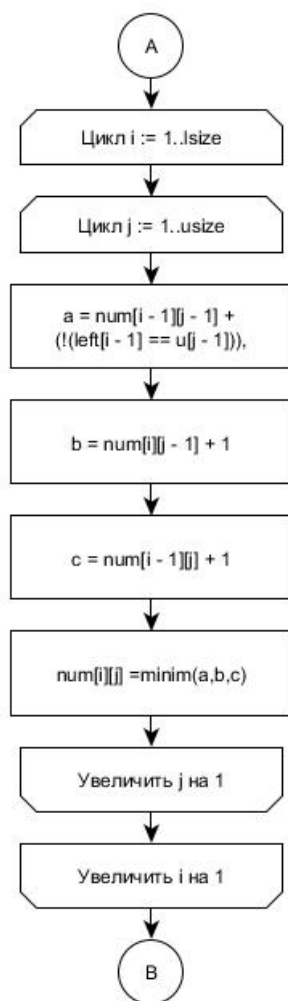 A
Цикл i := 1..lsize
Цикл j := 1..usize
a = num[i - 1][j - 1] +
(!(left[i - 1] == u[j - 1])),
b = num[i][j - 1] + 1
c = num[i - 1][j] + 1
num[i][j] =minim(a,b,c)
Увеличить j на 1
Увеличить i на 1
B